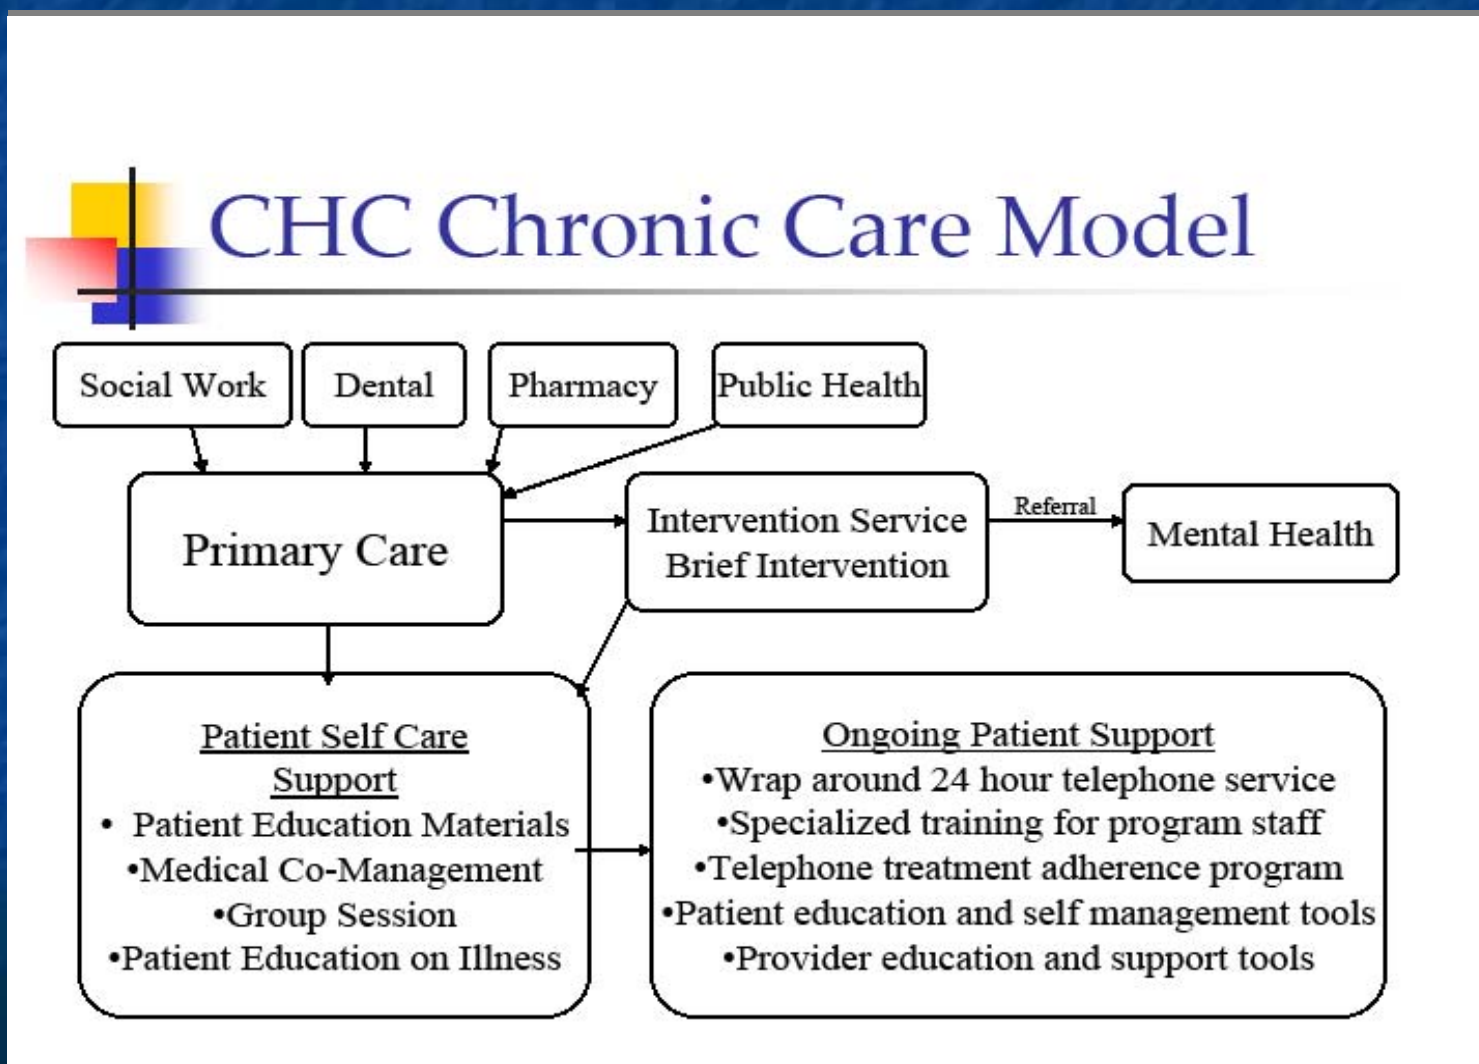 CHC Chronic Care Model
Social Work
Dental
Pharmacy
Public Health
Primary Care
Intervention Service
Brief Intervention
Referral
Mental Health
Patient Self Care
Support
• Patient Education Materials
•Medical Co-Management
•Group Session
•Patient Education on Illness
Ongoing Patient Support
•Wrap around 24 hour telephone service
•Specialized training for program staff
•Telephone treatment adherence program
•Patient education and self management tools
•Provider education and support tools